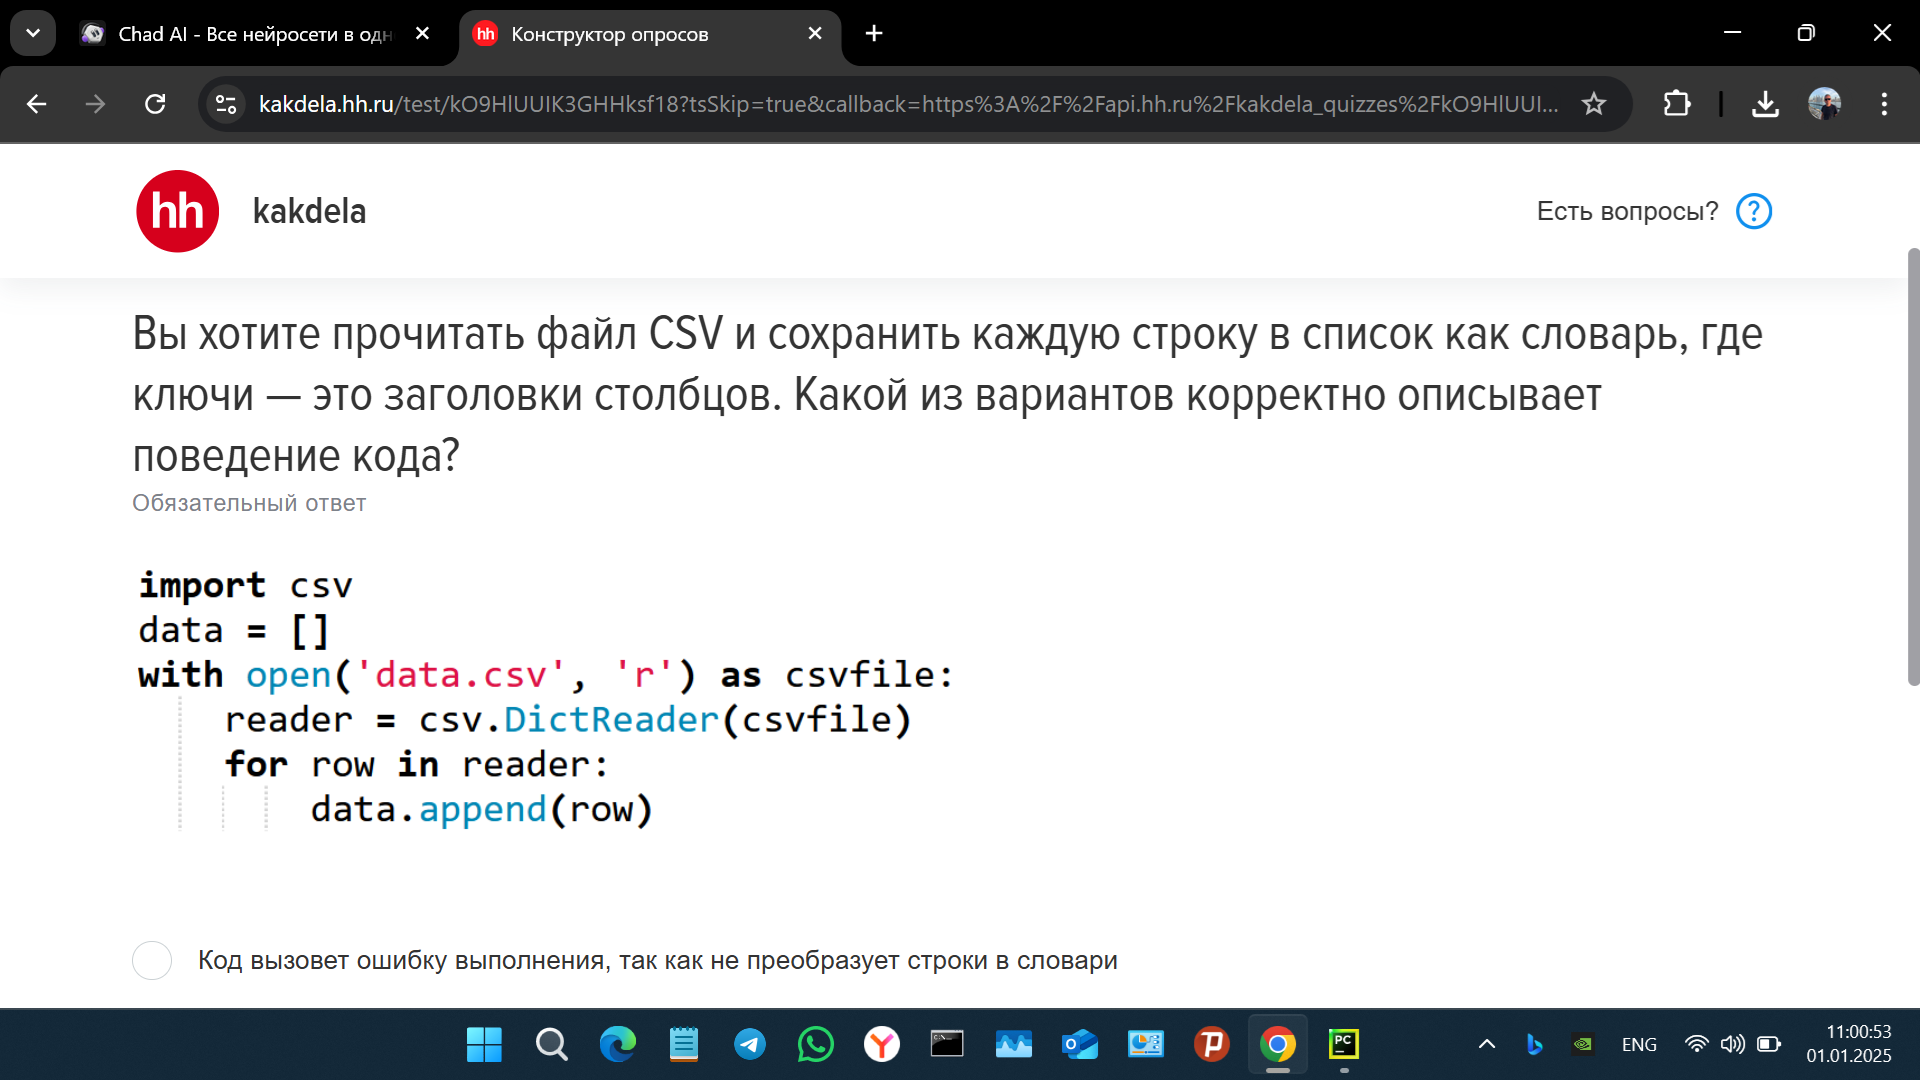 Chad AI - Все нейросети в одн
hh Конструктор опросов
kakdela.hh.ru/test/kO9HlUUIK3GHHksf18?tsSkip=true&callback=https%3A%2F%2Fapi.hh.ru%2Fkakdela_quizzes%2FkO9HlUUI...
hh kakdela
Есть вопросы? ?
Вы хотите прочитать файл CSV и сохранить каждую строку в список как словарь, где
ключи — это заголовки столбцов. Какой из вариантов корректно описывает
поведение кода?
Обязательный ответ
import csv
data = []
with open('data.csv', 'r') as csvfile:
    reader = csv.DictReader(csvfile)
    for row in reader:
        data.append(row)
Код вызовет ошибку выполнения, так как не преобразует строки в словари
PC
ENG
11:00:53
01.01.2025